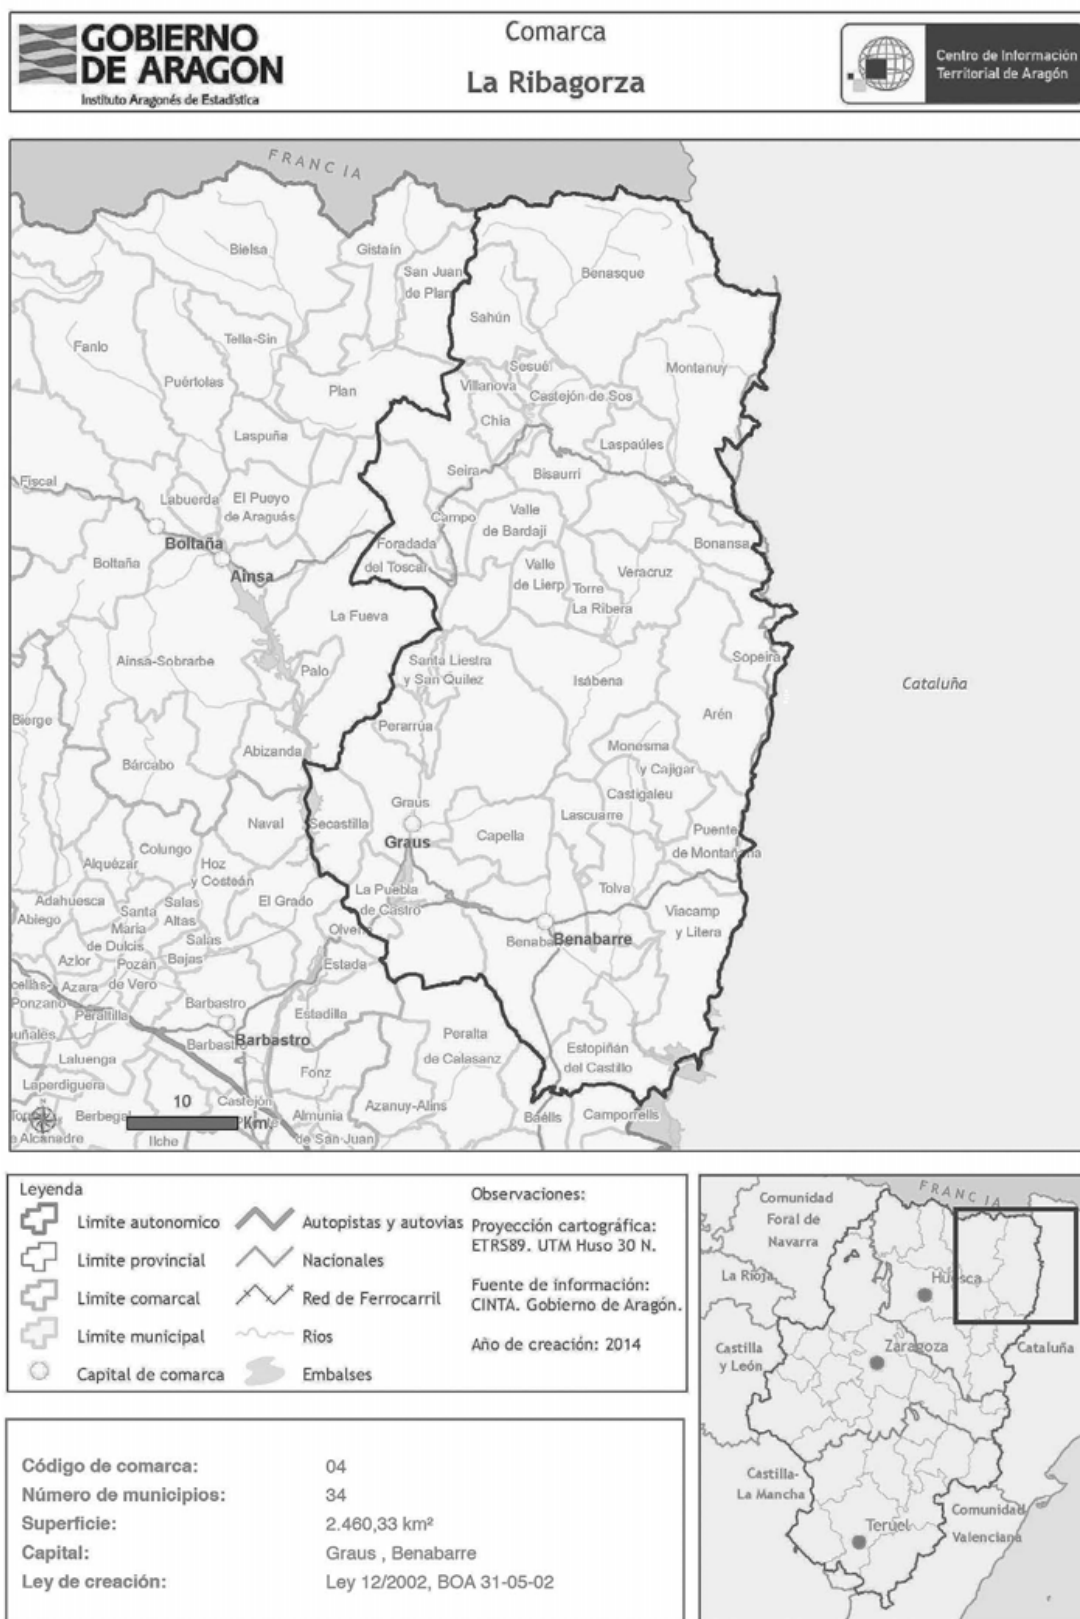 GOBIERNO
DE ARAGON
Instituto Aragonés de Estadística
Comarca
La Ribagorza
Centro de Información
Territorial de Aragón
FRANCIA
Bielsa
Gistaín
San Juan
de Plan
Benasque
Sahún
Fanlo
Tella-Sin
Puértolas
Plan
Sesué
Villanova
Castejón de Sos
Montanuy
Chía
Laspuña
Laspaúles
Seira
Bisaurri
Fiscal
Labuerda
El Pueyo
de Araguás
Campo
Valle
de Bardají
Boltaña
Foradada
del Toscar
Bonansa
Boltaña
Aínsa
Valle
de Lierp
Torre
La Ribera
Veracruz
La Fueva
Aínsa-Sobrarbe
Palo
Santa Liestra
y San Quílez
Isábena
Sopeira
Cataluña
Bierge
Perarrúa
Arén
Bárcabo
Abizanda
Monesma
y Cajigar
Castigaleu
Graus
Naval
Secastilla
Lascuarre
Graus
Capella
Puente
de Montañana
Colungo
Alquézar
Hoz
y Costeán
La Puebla
de Castro
Tolva
Adahuesca
Abiego
Santa
María
de Dulcis
Salas
Altas
El Grado
Viacamp
y Litera
Olvena
Benabarre
Salas
Bajas
Azlor
Pozán
de Vero
Estada
Azara
Ponzano
Peraltilla
Barbastro
Estadilla
Barbastro
Barbastro
Peralta
de Calasanz
Estopiñán
del Castillo
Laluenga
Laperdiguera
Fonz
Castejón
Azanuy-Alins
Almunia
de San Juan
Berbegal
Ilche
Baélls
Camporrells
10
Km.
Leyenda
Limite autonomico
Limite provincial
Limite comarcal
Limite municipal
Capital de comarca
Autopistas y autovias
Nacionales
Red de Ferrocarril
Rios
Embalses
Observaciones:
Proyección cartográfica:
ETRS89. UTM Huso 30 N.
Fuente de información:
CINTA. Gobierno de Aragón.
Año de creación: 2014
FRANCIA
Comunidad
Foral de
Navarra
La Rioja
Huesca
Castilla
y León
Zaragoza
Cataluña
Castilla-
La Mancha
Teruel
Comunidad
Valenciana
Código de comarca: 04
Número de municipios: 34
Superficie: 2.460,33 km²
Capital: Graus , Benabarre
Ley de creación: Ley 12/2002, BOA 31-05-02